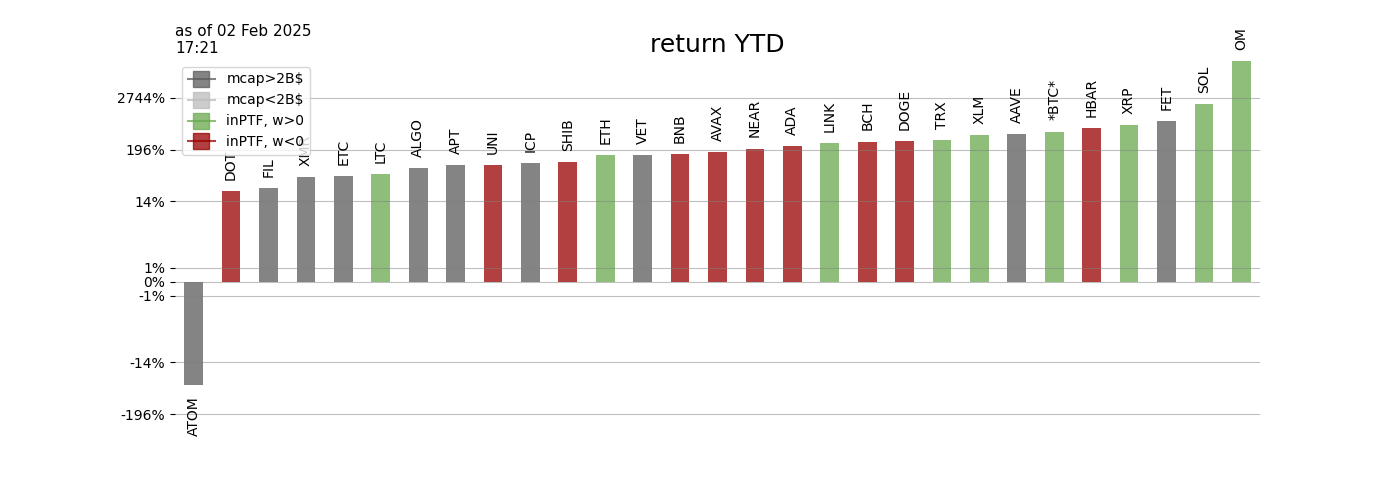 as of 02 Feb 2025
17:21
return YTD
mcap>2B$
mcap<2B$
inPTF, w>0
inPTF, w<0
2744%
196%
14%
1%
0%
-1%
-14%
-196%
ATOM
DOT
FIL
XMR
ETC
LTC
ALGO
APT
UNI
ICP
SHIB
ETH
VET
BNB
AVAX
NEAR
ADA
LINK
BCH
DOGE
TRX
XLM
AAVE
*BTC*
HBAR
XRP
FET
SOL
OM